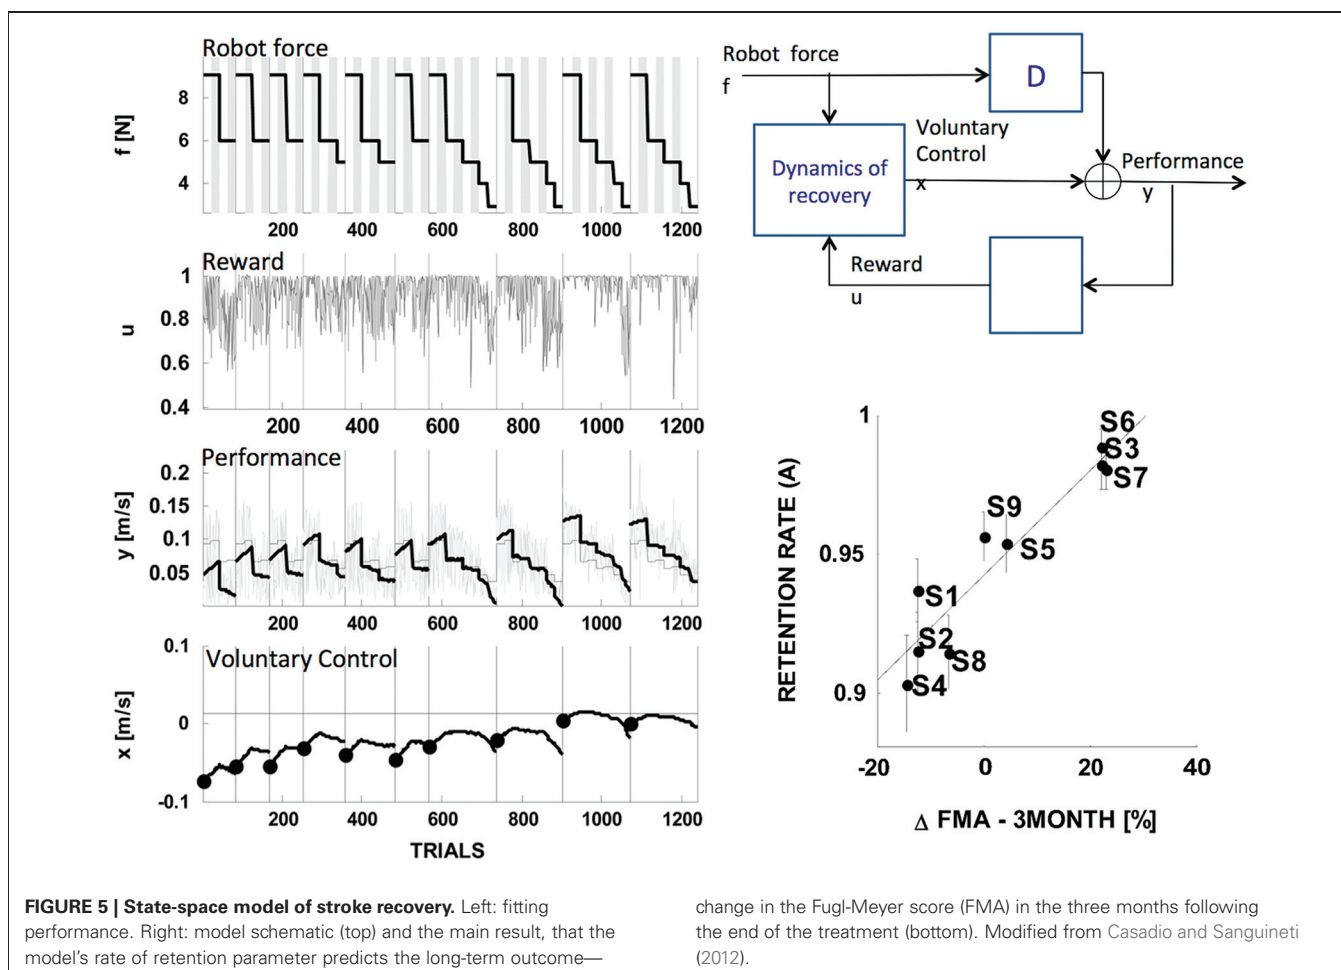 Robot force
f [N]
8
6
4
200 400 600 800 1000 1200
Reward
u
1
0.8
0.6
0.4
200 400 600 800 1000 1200
Performance
y [m/s]
0.2
0.15
0.1
0.05
200 400 600 800 1000 1200
Voluntary Control
x [m/s]
0.1
0
-0.1
200 400 600 800 1000 1200
TRIALS
Robot force
f
D
Voluntary
Control
x
Dynamics of
recovery
Performance
y
Reward
u
RETENTION RATE (A)
1
0.95
0.9
S6
S3
S7
S9
S5
S1
S2
S8
S4
-20 0 20 40
Δ FMA - 3MONTH [%]
FIGURE 5 | State-space model of stroke recovery. Left: fitting
performance. Right: model schematic (top) and the main result, that the
model's rate of retention parameter predicts the long-term outcome—
change in the Fugl-Meyer score (FMA) in the three months following
the end of the treatment (bottom). Modified from Casadio and Sanguineti
(2012).